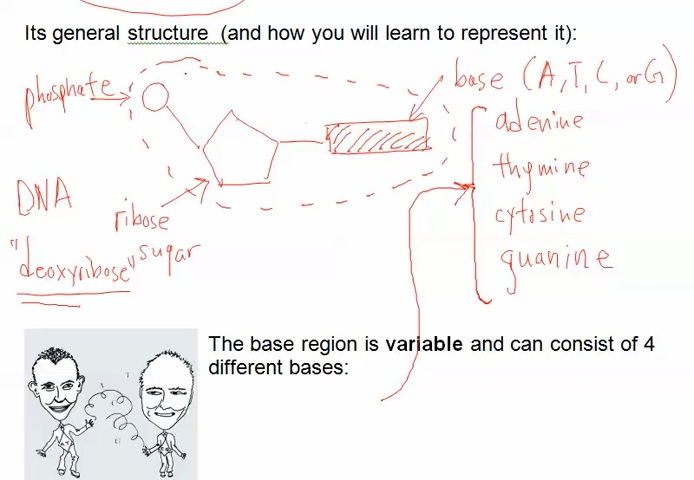 Its general structure (and how you will learn to represent it):
phosphate
base (A, T, C, or G)
adenine
thymine
cytosine
guanine
DNA
"deoxyribose"
ribose
sugar
The base region is variable and can consist of 4
different bases: